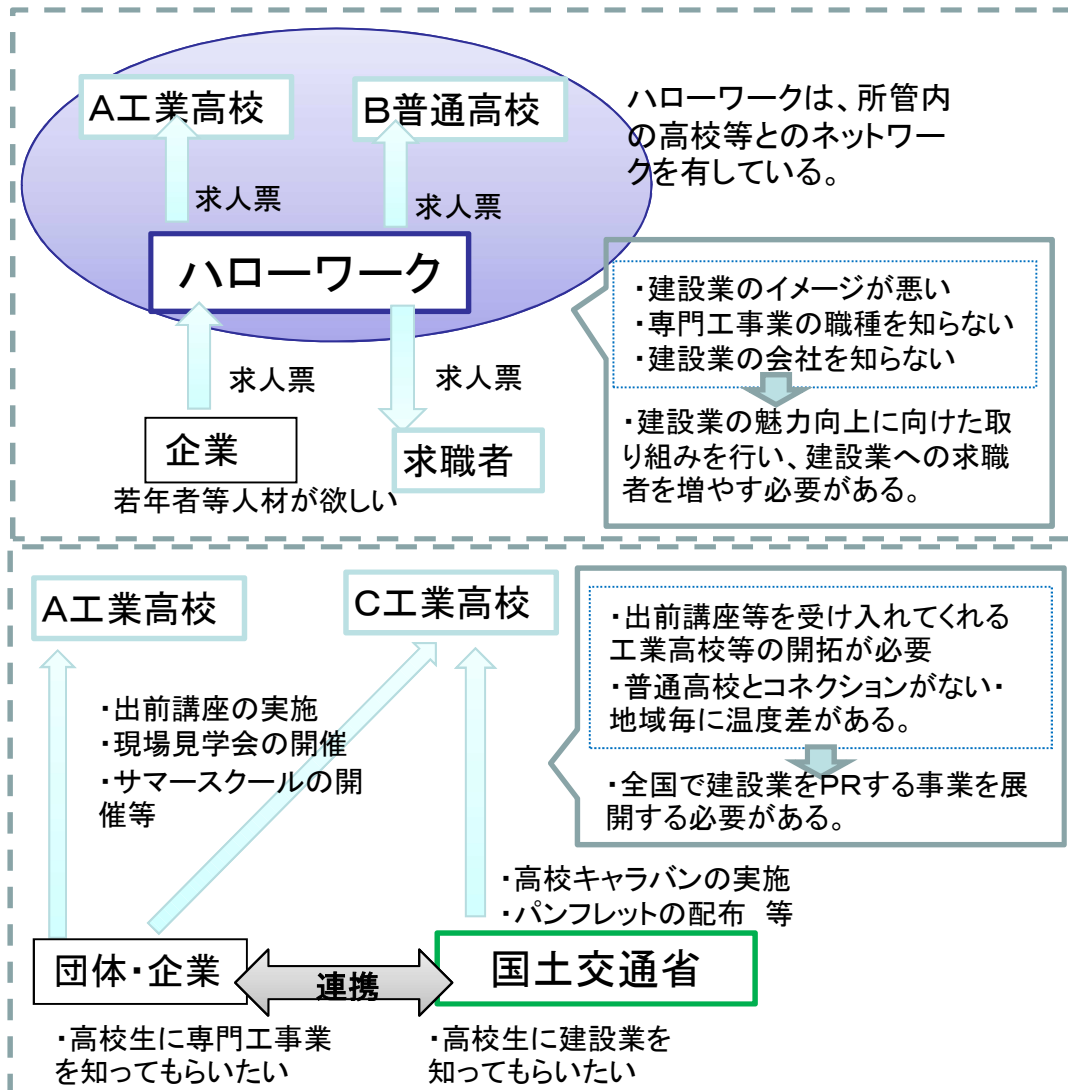 A工業高校
B普通高校
ハローワークは、所管内
の高校等とのネットワー
クを有している。
求人票
求人票
ハローワーク
・建設業のイメージが悪い
・専門工事業の職種を知らない
・建設業の会社を知らない
求人票
求人票
・建設業の魅力向上に向けた取
り組みを行い、建設業への求職
者を増やす必要がある。
企業
求職者
若年者等人材が欲しい
A工業高校
C工業高校
・出前講座等を受け入れてくれる
工業高校等の開拓が必要
・普通高校とコネクションがない・
地域毎に温度差がある。
・出前講座の実施
・現場見学会の開催
・サマースクールの開
催等
・全国で建設業をPRする事業を展
開する必要がある。
・高校キャラバンの実施
・パンフレットの配布 等
団体・企業
連携
国土交通省
・高校生に専門工事業
を知ってもらいたい
・高校生に建設業を
知ってもらいたい